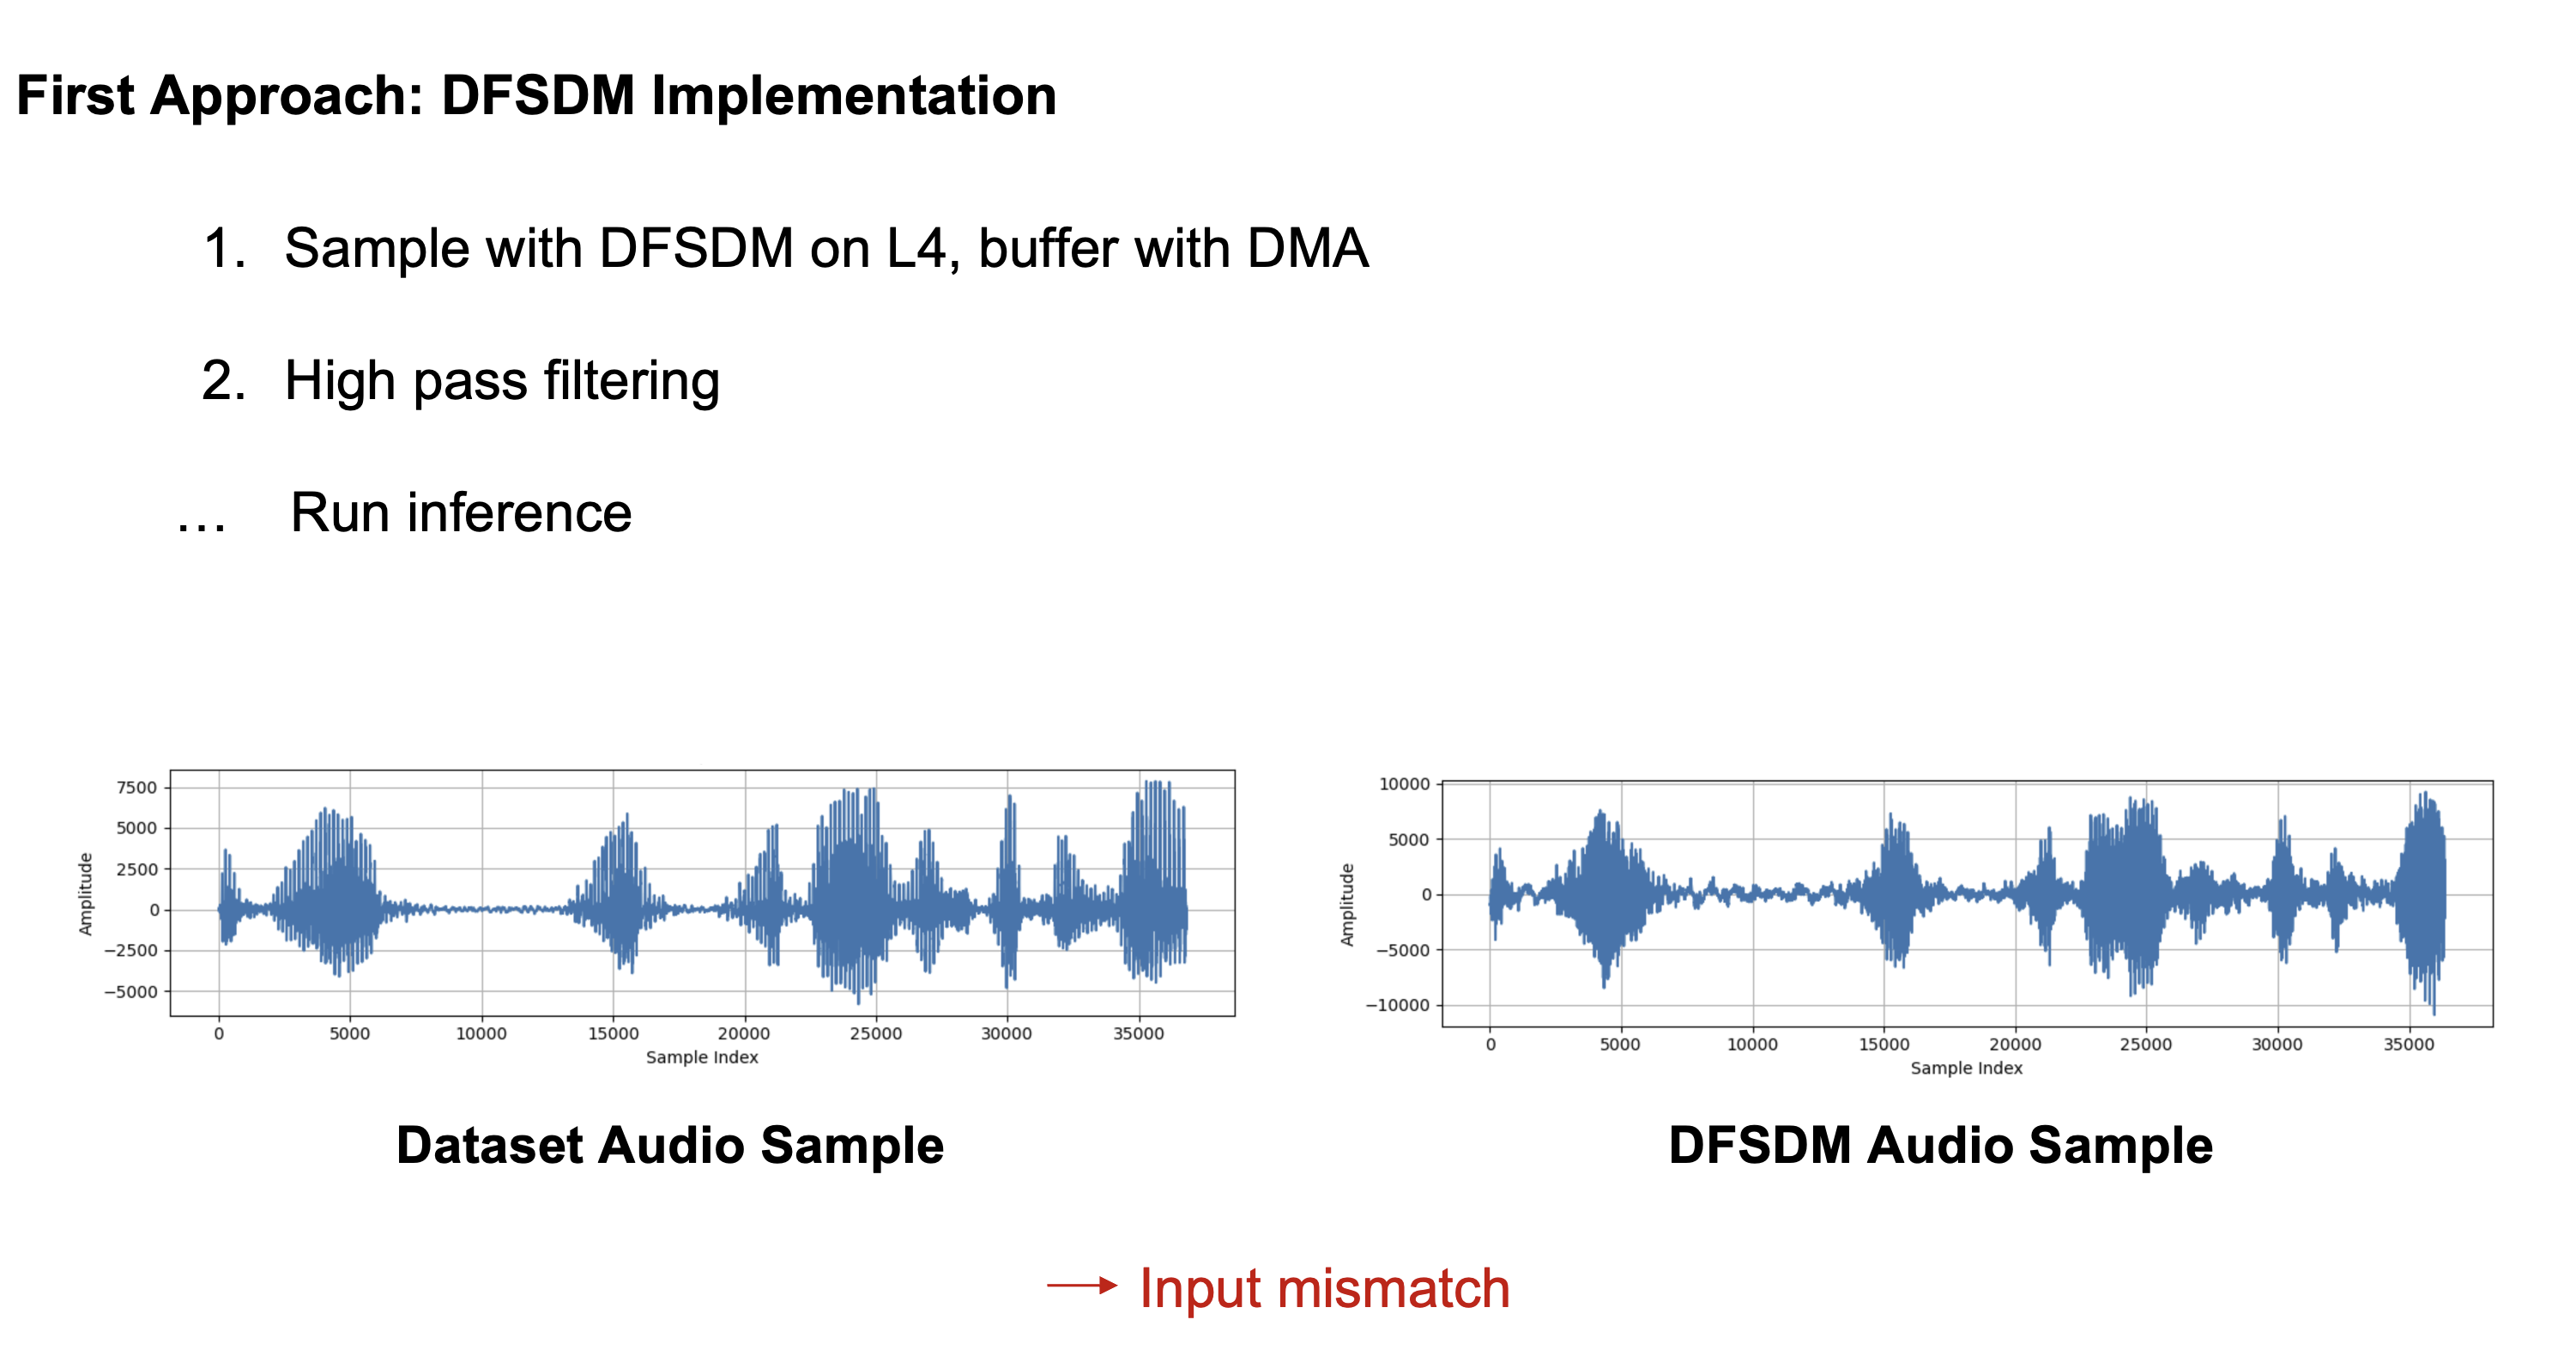 First Approach: DFSDM Implementation
1. Sample with DFSDM on L4, buffer with DMA
2. High pass filtering
… Run inference
7500
5000
2500
0
−2500
−5000
Amplitude
0 5000 10000 15000 20000 25000 30000 35000
Sample Index
Dataset Audio Sample
10000
5000
0
−5000
−10000
Amplitude
0 5000 10000 15000 20000 25000 30000 35000
Sample Index
DFSDM Audio Sample
Input mismatch